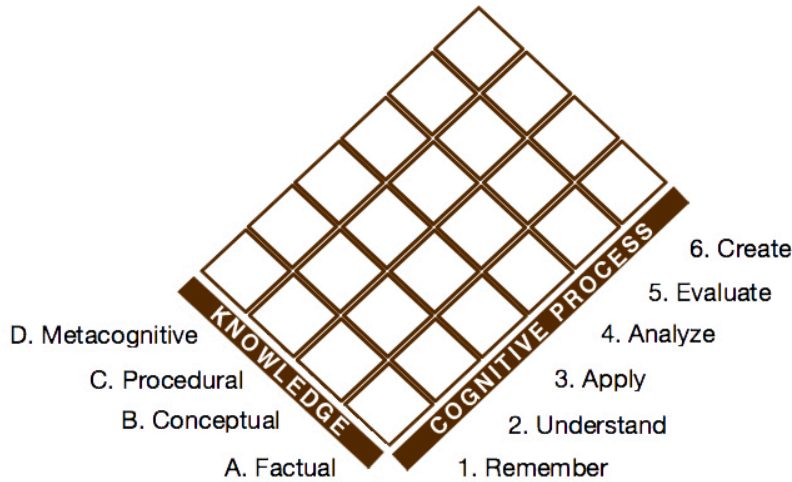 KNOWLEDGE
D. Metacognitive
C. Procedural
B. Conceptual
A. Factual
COGNITIVE PROCESS
6. Create
5. Evaluate
4. Analyze
3. Apply
2. Understand
1. Remember